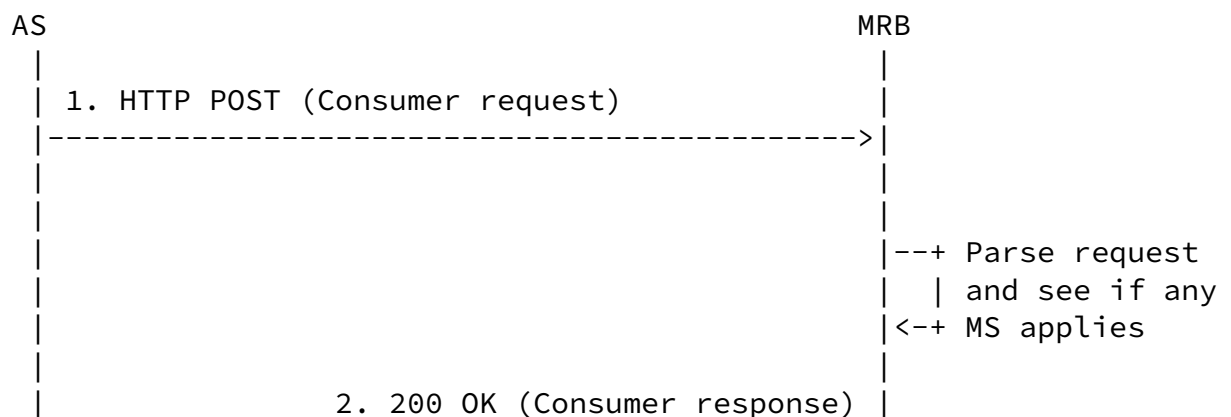 AS MRB
1. HTTP POST (Consumer request)
--+ Parse request
| and see if any
<-+ MS applies
2. 200 OK (Consumer response)